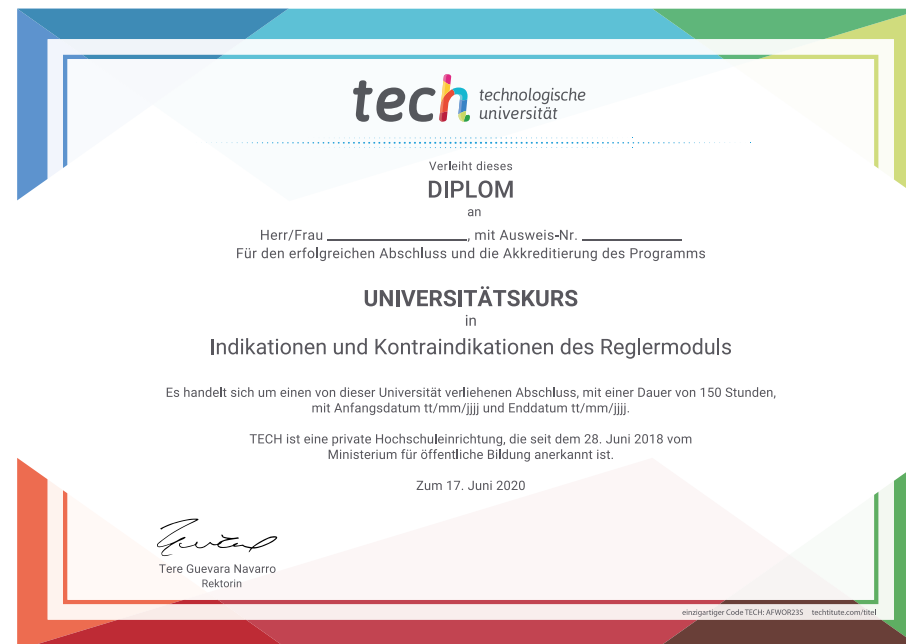 tech technologische
universität
Verleiht dieses
DIPLOM
an
Herr/Frau ____________, mit Ausweis-Nr. ____________
Für den erfolgreichen Abschluss und die Akkreditierung des Programms
UNIVERSITÄTSKURS
in
Indikationen und Kontraindikationen des Reglermoduls
Es handelt sich um einen von dieser Universität verliehenen Abschluss, mit einer Dauer von 150 Stunden,
mit Anfangsdatum tt/mm/jjjj und Enddatum tt/mm/jjjj.
TECH ist eine private Hochschuleinrichtung, die seit dem 28. Juni 2018 vom
Ministerium für öffentliche Bildung anerkannt ist.
Zum 17. Juni 2020
Tere Guevara Navarro
Rektorin
einzigartiger Code TECH: AFWOR23S techtitute.com/titel